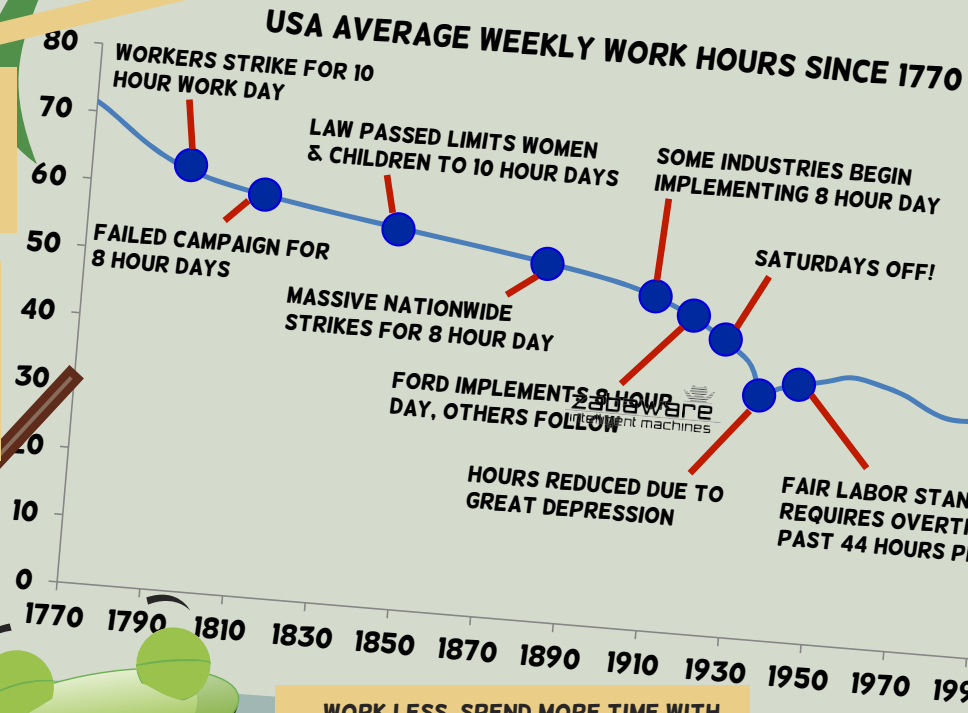 USA AVERAGE WEEKLY WORK HOURS SINCE 1770
80
70
60
50
40
30
20
10
0
WORKERS STRIKE FOR 10
HOUR WORK DAY
LAW PASSED LIMITS WOMEN
& CHILDREN TO 10 HOUR DAYS
SOME INDUSTRIES BEGIN
IMPLEMENTING 8 HOUR DAY
FAILED CAMPAIGN FOR
8 HOUR DAYS
SATURDAYS OFF!
MASSIVE NATIONWIDE
STRIKES FOR 8 HOUR DAY
FORD IMPLEMENTS 8 HOUR
DAY, OTHERS FOLLOW
zabaware
intelligent machines
HOURS REDUCED DUE TO
GREAT DEPRESSION
FAIR LABOR STAN
REQUIRES OVERT
PAST 44 HOURS P
1770 1790 1810 1830 1850 1870 1890 1910 1930 1950 1970 199
WORK LESS, SPEND MORE TIME WITH